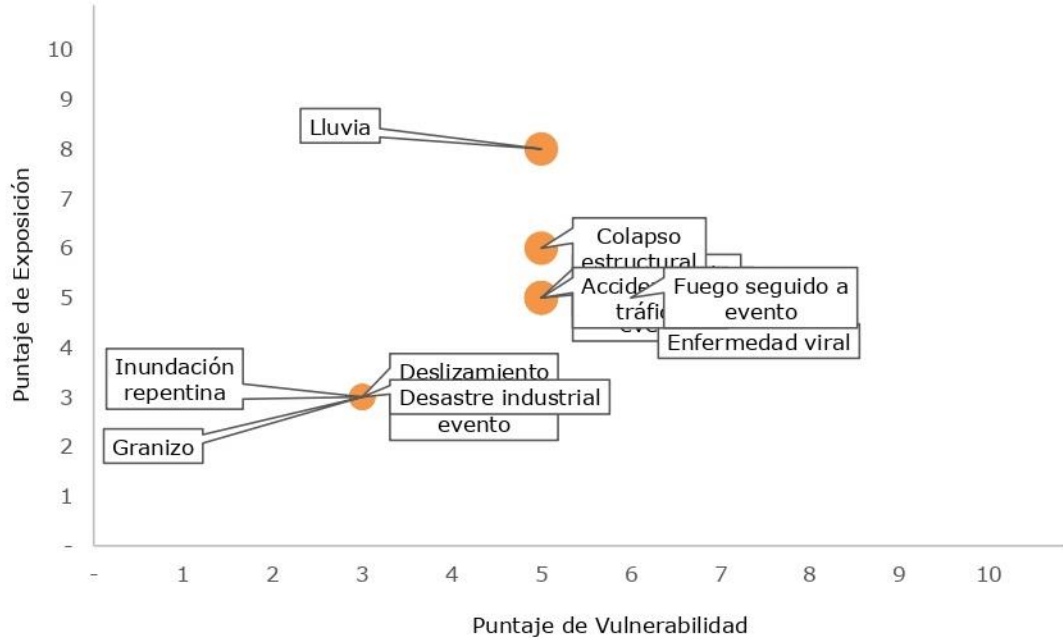 10
9
8
7
6
5
4
3
2
1
-
Puntaje de Exposición
Lluvia
Colapso
estructural
Fuego seguido a
evento
Enfermedad viral
Inundación
repentina
Deslizamiento
Desastre industrial
evento
Granizo
- 1 2 3 4 5 6 7 8 9 10
Puntaje de Vulnerabilidad